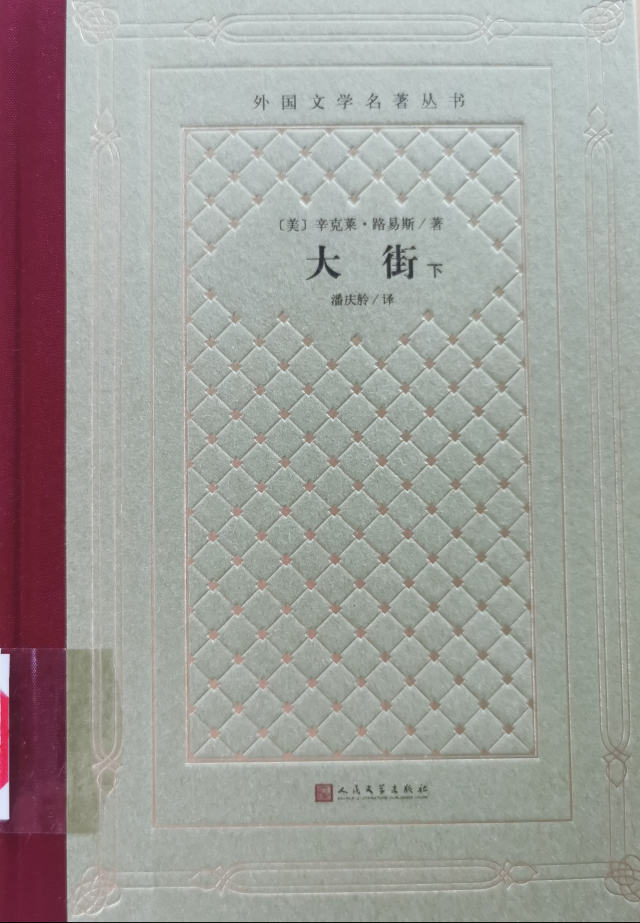 外国文学名著丛书
〔美〕辛克莱·路易斯/著
大街下
潘庆舲/译
人民文学出版社